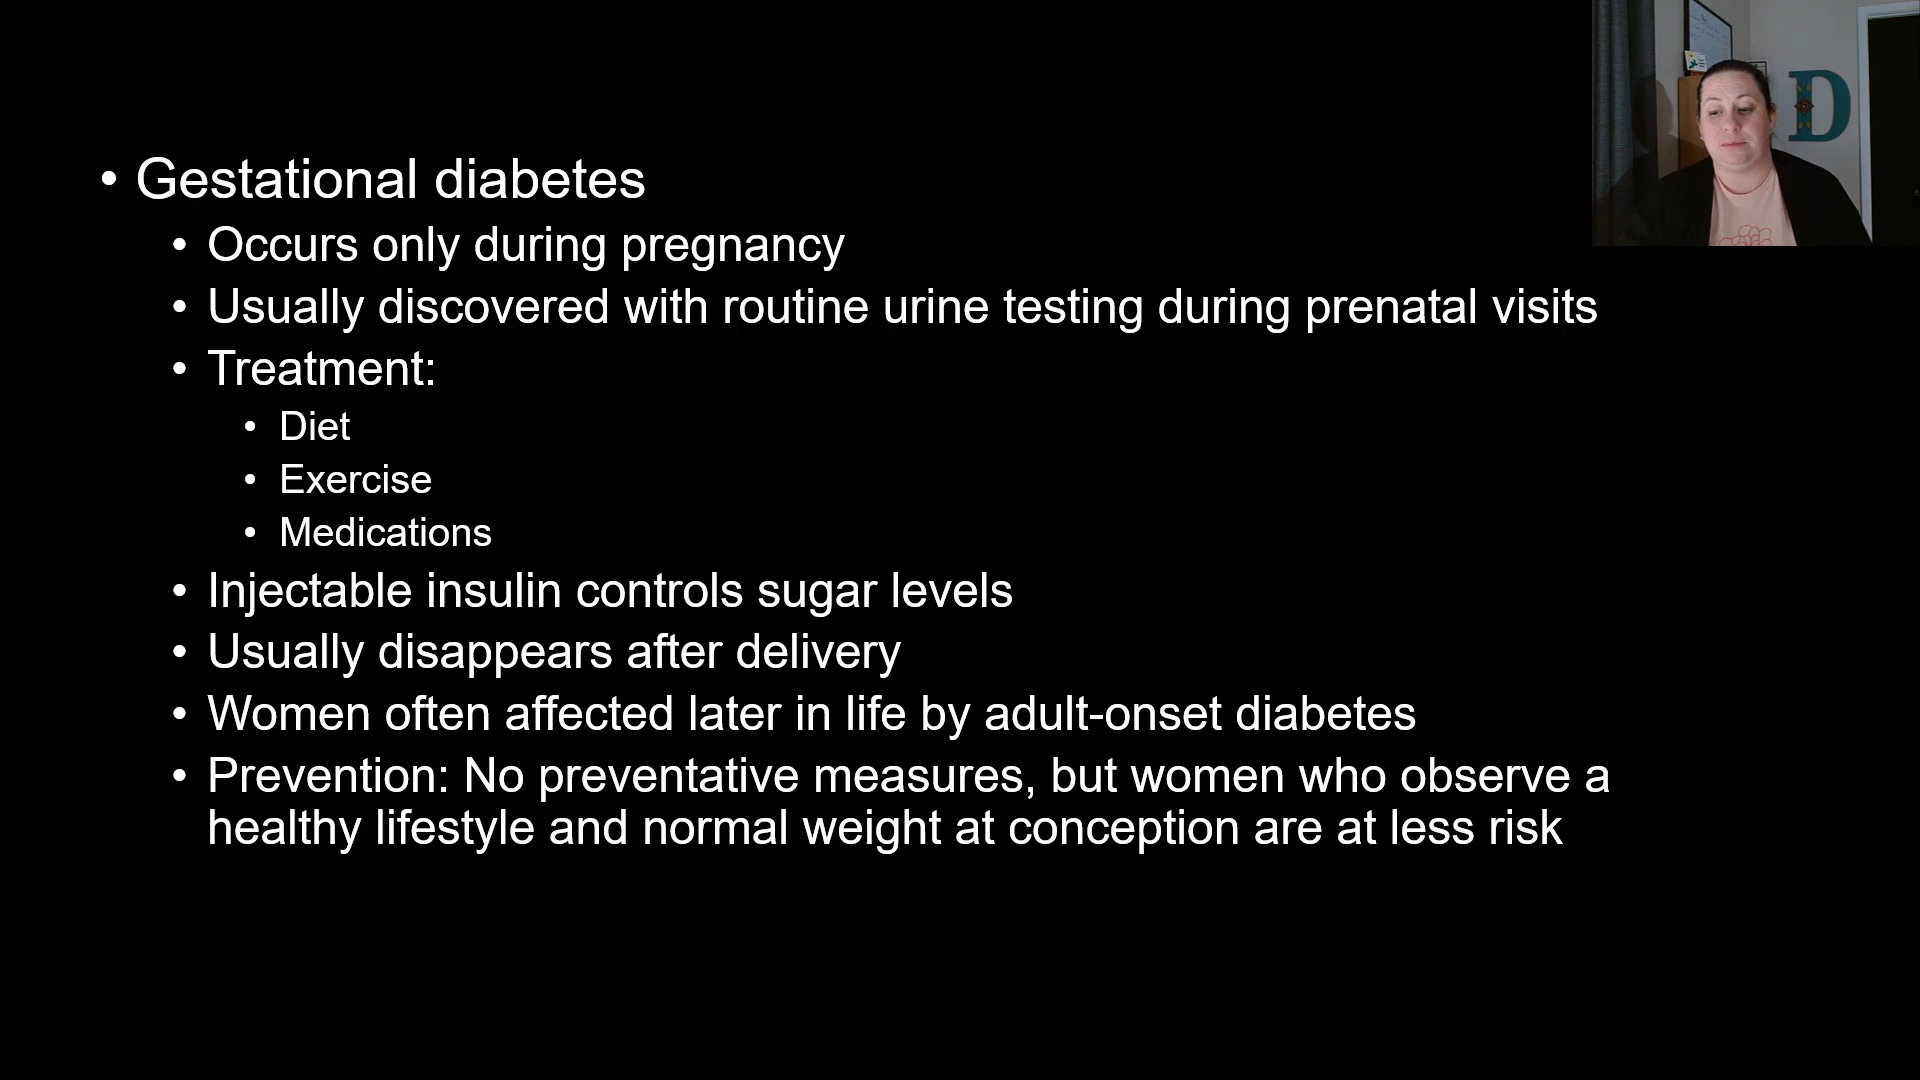 • Gestational diabetes
• Occurs only during pregnancy
• Usually discovered with routine urine testing during prenatal visits
• Treatment:
• Diet
• Exercise
• Medications
• Injectable insulin controls sugar levels
• Usually disappears after delivery
• Women often affected later in life by adult-onset diabetes
• Prevention: No preventative measures, but women who observe a
healthy lifestyle and normal weight at conception are at less risk
D